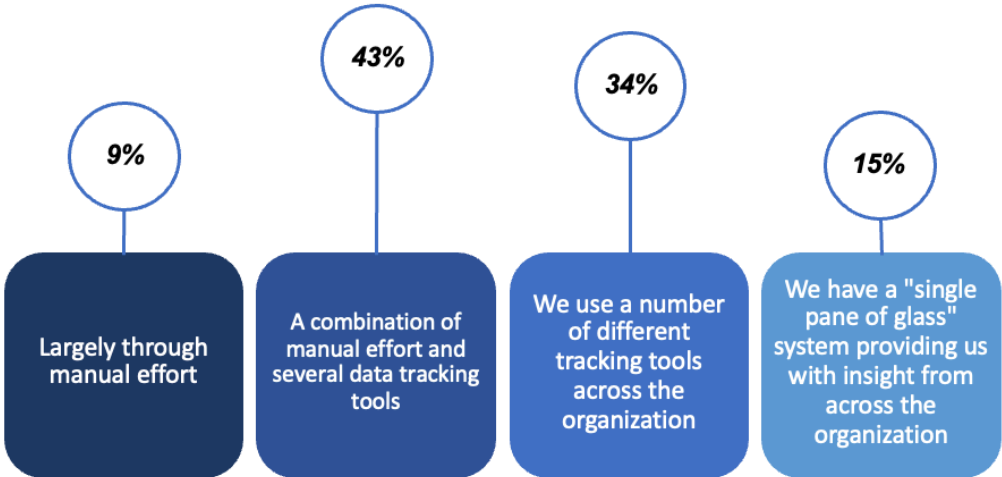 9%
43%
34%
15%
Largely through
manual effort
A combination of
manual effort and
several data tracking
tools
We use a number
of different
tracking tools
across the
organization
We have a "single
pane of glass"
system providing us
with insight from
across the
organization